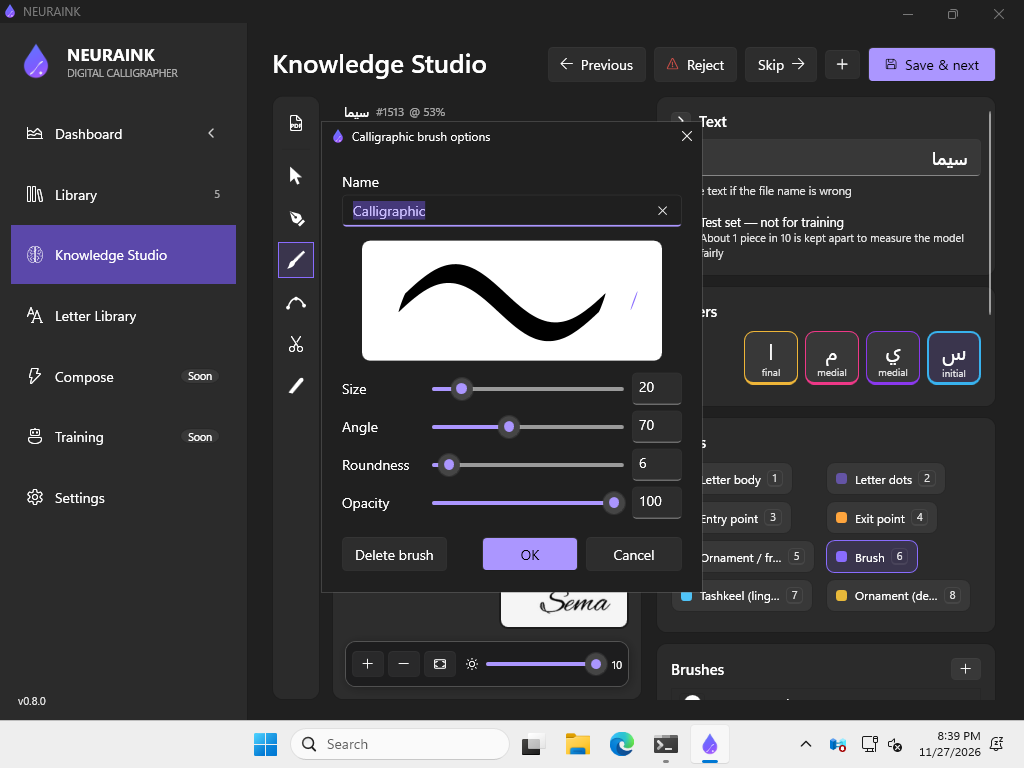 NEURAINK
NEURAINK
DIGITAL CALLIGRAPHER
Dashboard
Library 5
Knowledge Studio
Letter Library
Compose Soon
Training Soon
Settings
v0.8.0
Knowledge Studio
Previous
Reject
Skip
Save & next
سيما #1513 @ 53%
Calligraphic brush options
Name
Calligraphic
Size 20
Angle 70
Roundness 6
Opacity 100
Delete brush
OK
Cancel
Sema
10
Text
سيما
text if the file name is wrong
Test set — not for training
About 1 piece in 10 is kept apart to measure the model
fairly
س initial
ي medial
م medial
ا final
Letter body 1
Letter dots 2
Entry point 3
Exit point 4
Ornament / fr... 5
Brush 6
Tashkeel (ling... 7
Ornament (de... 8
Brushes
Search
8:39 PM
11/27/2026